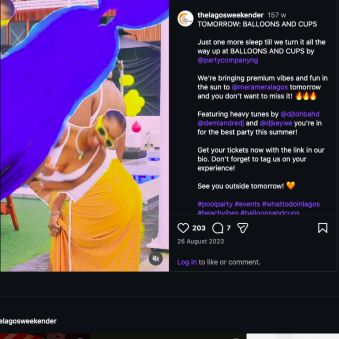 thelagosweekender 157 w
TOMORROW: BALLOONS AND CUPS
Just one more sleep till we turn it all the
way up at BALLOONS AND CUPS by
@partycompanyng
We're bringing premium vibes and fun in
the sun to @merameralagos tomorrow
and you don't want to miss it! 🔥🔥🔥
Featuring heavy tunes by @djtohbahd
@demiandredj and @djkeywe you're in
for the best party this summer!
Get your tickets now with the link in our
bio. Don't forget to tag us on your
experience!
See you outside tomorrow! 🧡
#poolparty #events #whattodoinlagos
#beachvibes #balloonsandcups
203 7
26 August 2023
Log in to like or comment.
elagosweekender